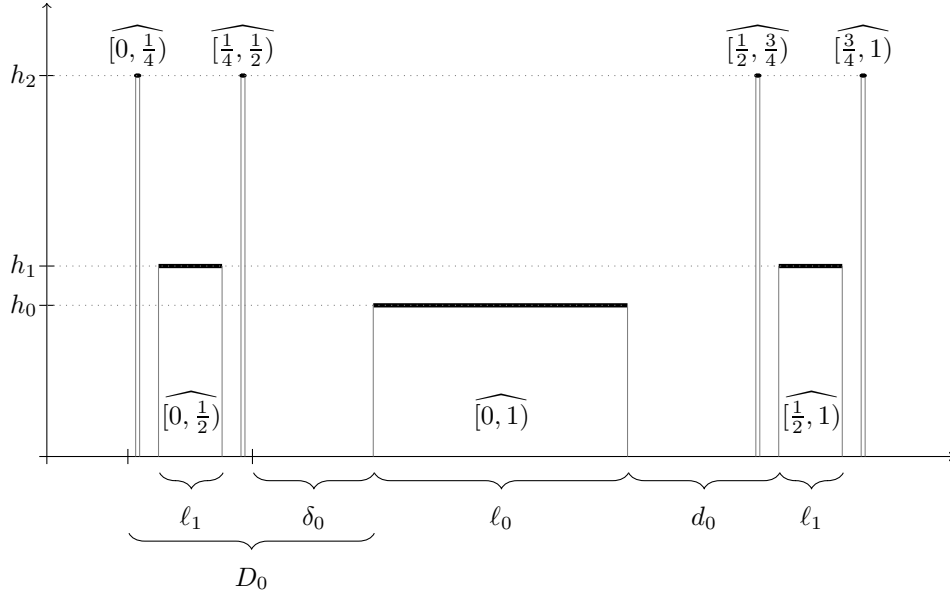 $\widehat{[0, \frac{1}{4})}$ $\widehat{[\frac{1}{4}, \frac{1}{2})}$ $\widehat{[\frac{1}{2}, \frac{3}{4})}$ $\widehat{[\frac{3}{4}, 1)}$
$h_2$
$h_1$
$h_0$
$\widehat{[0, \frac{1}{2})}$ $\widehat{[0, 1)}$ $\widehat{[\frac{1}{2}, 1)}$
$\ell_1$ $\delta_0$ $\ell_0$ $d_0$ $\ell_1$
$D_0$